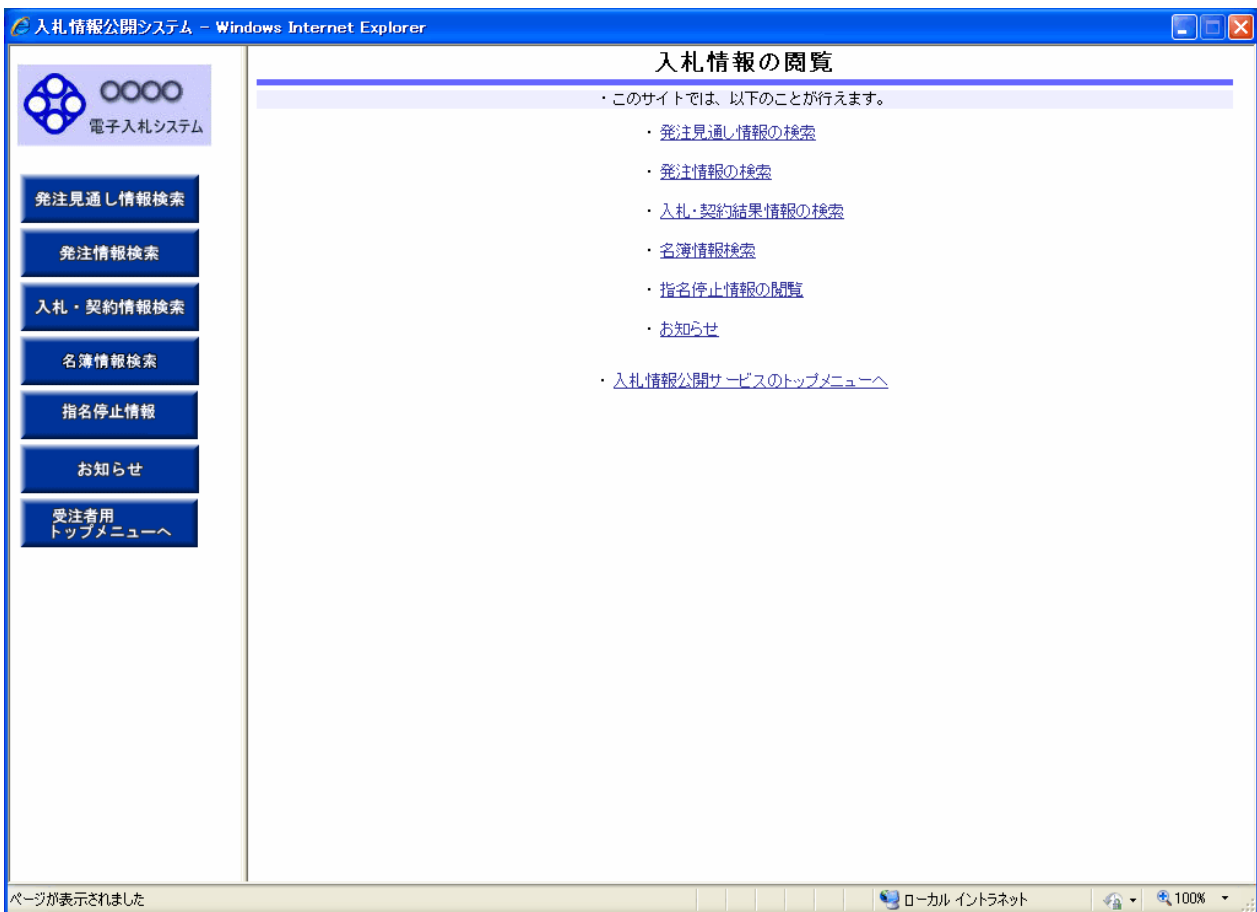 入札情報公開システム - Windows Internet Explorer
〇〇〇〇
電子入札システム
発注見通し情報検索
発注情報検索
入札・契約情報検索
名簿情報検索
指名停止情報
お知らせ
受注者用
トップメニューへ
入札情報の閲覧
・このサイトでは、以下のことが行えます。
・発注見通し情報の検索
・発注情報の検索
・入札・契約結果情報の検索
・名簿情報検索
・指名停止情報の閲覧
・お知らせ
・入札情報公開サービスのトップメニューへ
ページが表示されました
ローカル イントラネット
100%